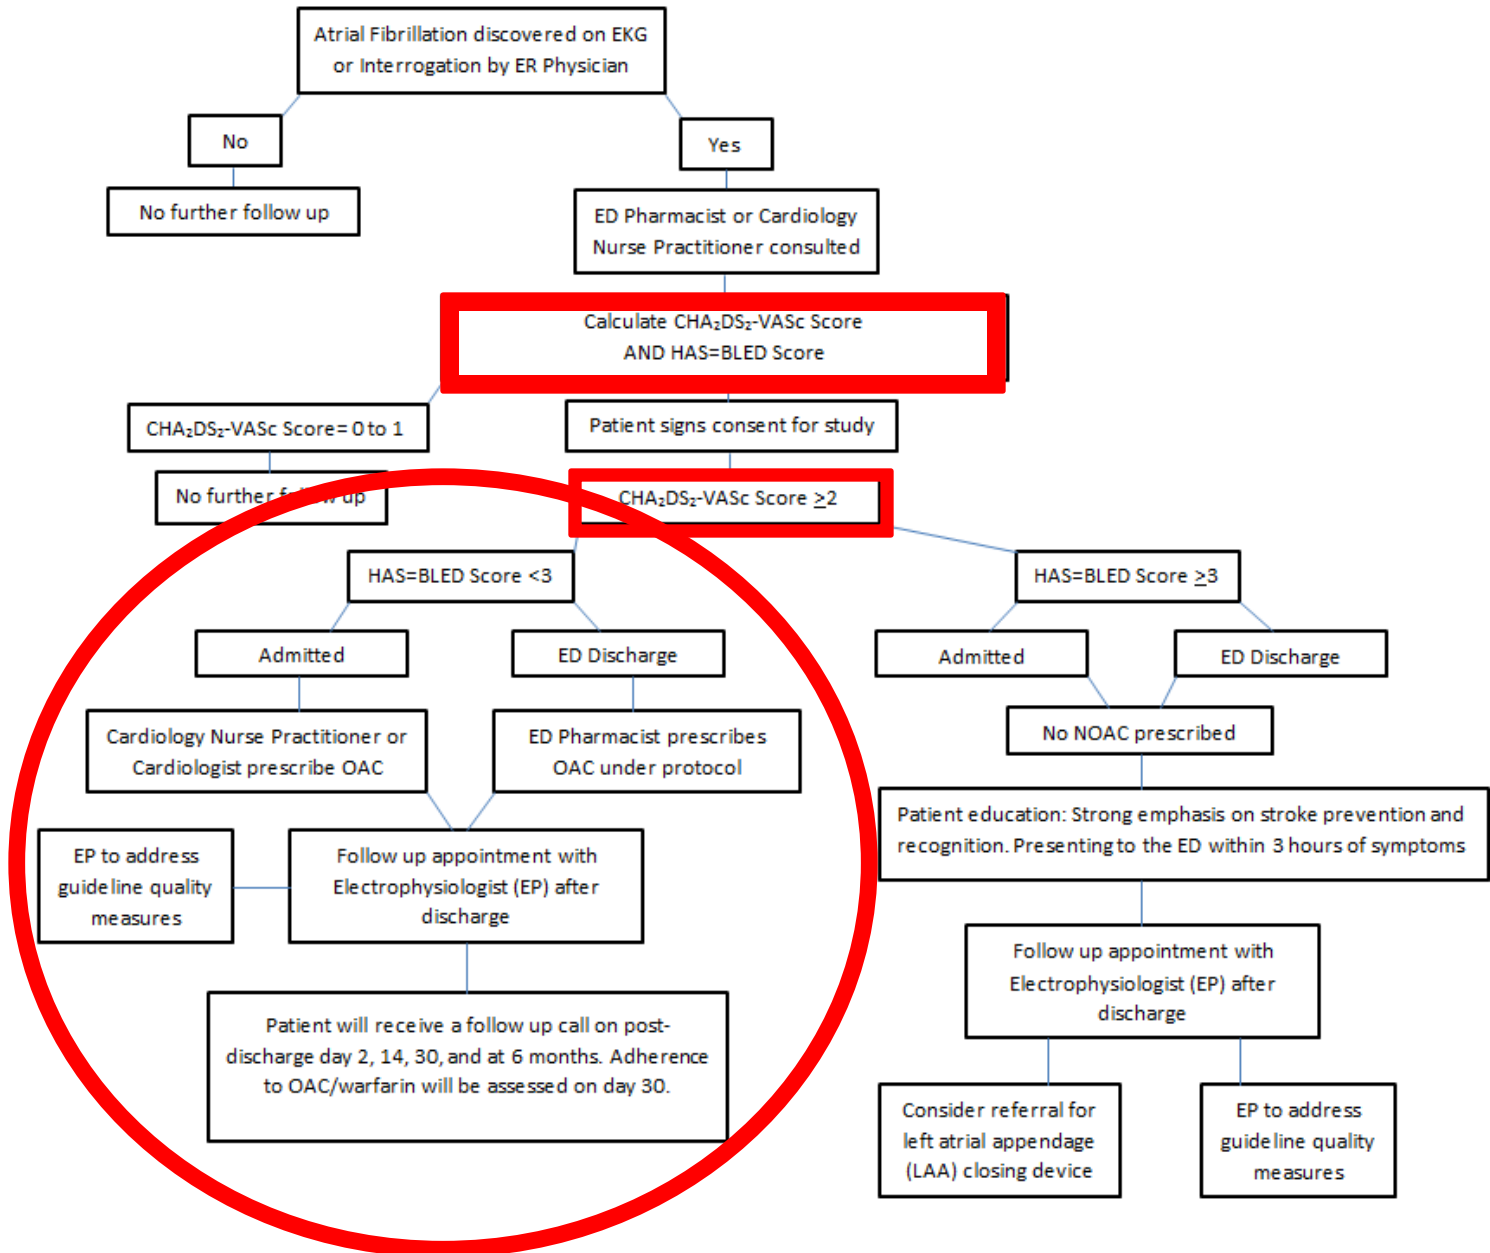 Atrial Fibrillation discovered on EKG
or Interrogation by ER Physician
No
Yes
No further follow up
ED Pharmacist or Cardiology
Nurse Practitioner consulted
Calculate CHA₂DS₂-VASc Score
AND HAS=BLED Score
CHA₂DS₂-VASc Score= 0 to 1
Patient signs consent for study
No further follow up
CHA₂DS₂-VASc Score ≥2
HAS=BLED Score <3
HAS=BLED Score ≥3
Admitted
ED Discharge
Admitted
ED Discharge
Cardiology Nurse Practitioner or
Cardiologist prescribe OAC
ED Pharmacist prescribes
OAC under protocol
No NOAC prescribed
Patient education: Strong emphasis on stroke prevention and
recognition. Presenting to the ED within 3 hours of symptoms
EP to address
guideline quality
measures
Follow up appointment with
Electrophysiologist (EP) after
discharge
Follow up appointment with
Electrophysiologist (EP) after
discharge
Patient will receive a follow up call on post-
discharge day 2, 14, 30, and at 6 months. Adherence
to OAC/warfarin will be assessed on day 30.
Consider referral for
left atrial appendage
(LAA) closing device
EP to address
guideline quality
measures